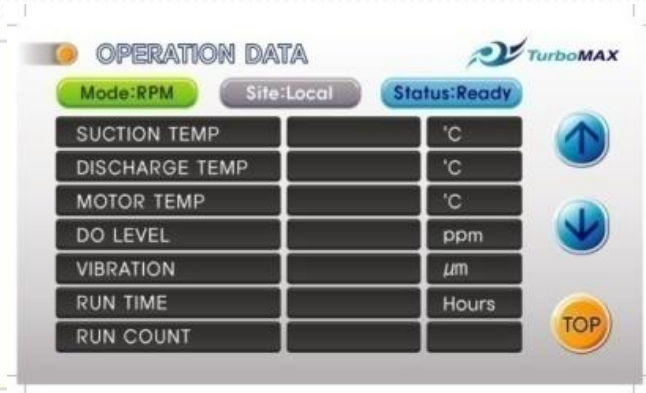 OPERATION DATA
TurboMAX
Mode:RPM
Site:Local
Status:Ready
SUCTION TEMP 'C
DISCHARGE TEMP 'C
MOTOR TEMP 'C
DO LEVEL ppm
VIBRATION μm
RUN TIME Hours
RUN COUNT
TOP